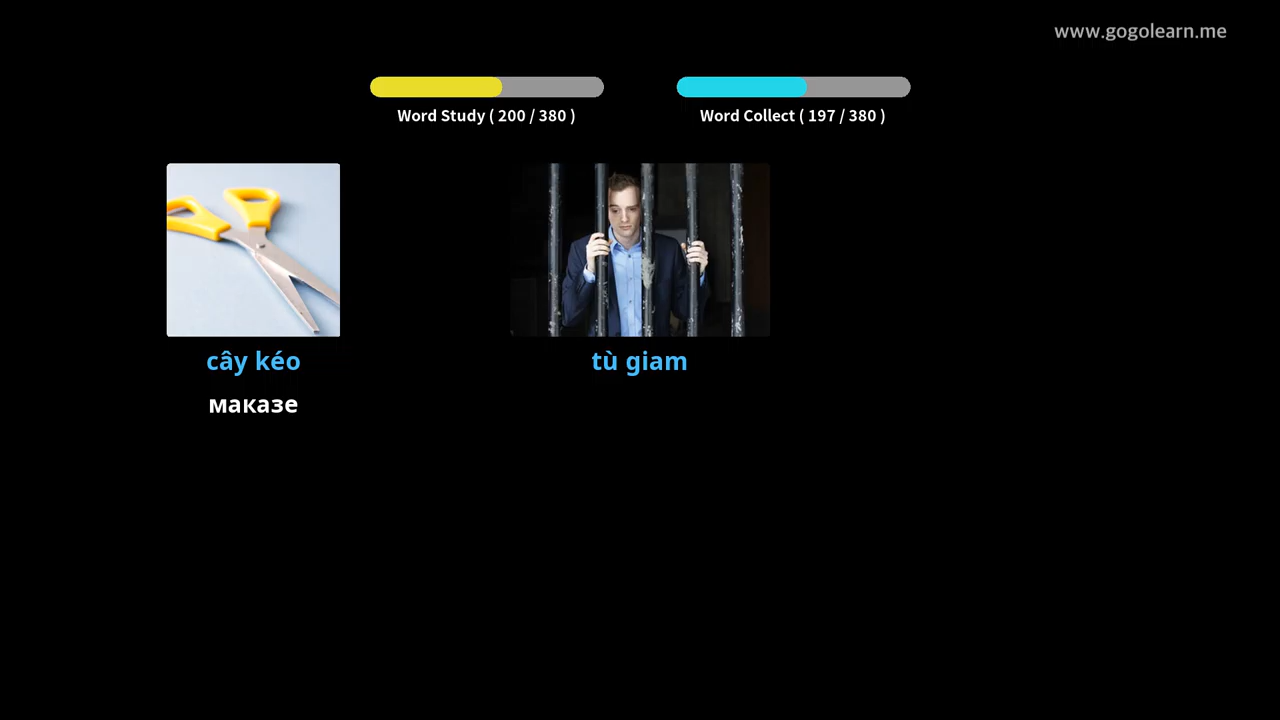 www.gogolearn.me
Word Study ( 200 / 380 )
Word Collect ( 197 / 380 )
cây kéo
tù giam
маказе